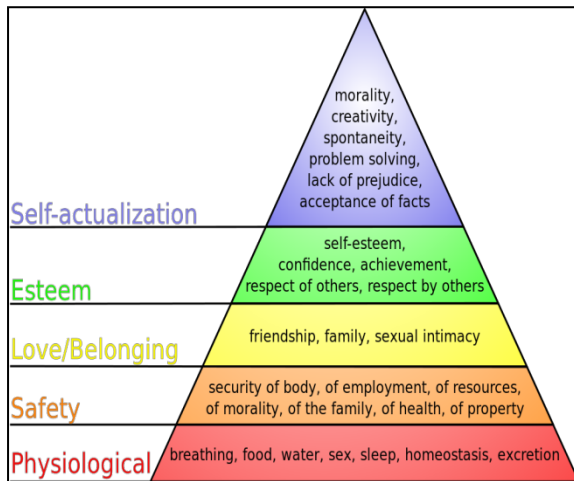 morality,
creativity,
spontaneity,
problem solving,
lack of prejudice,
acceptance of facts
Self-actualization
self-esteem,
confidence, achievement,
respect of others, respect by others
Esteem
friendship, family, sexual intimacy
Love/Belonging
security of body, of employment, of resources,
of morality, of the family, of health, of property
Safety
breathing, food, water, sex, sleep, homeostasis, excretion
Physiological